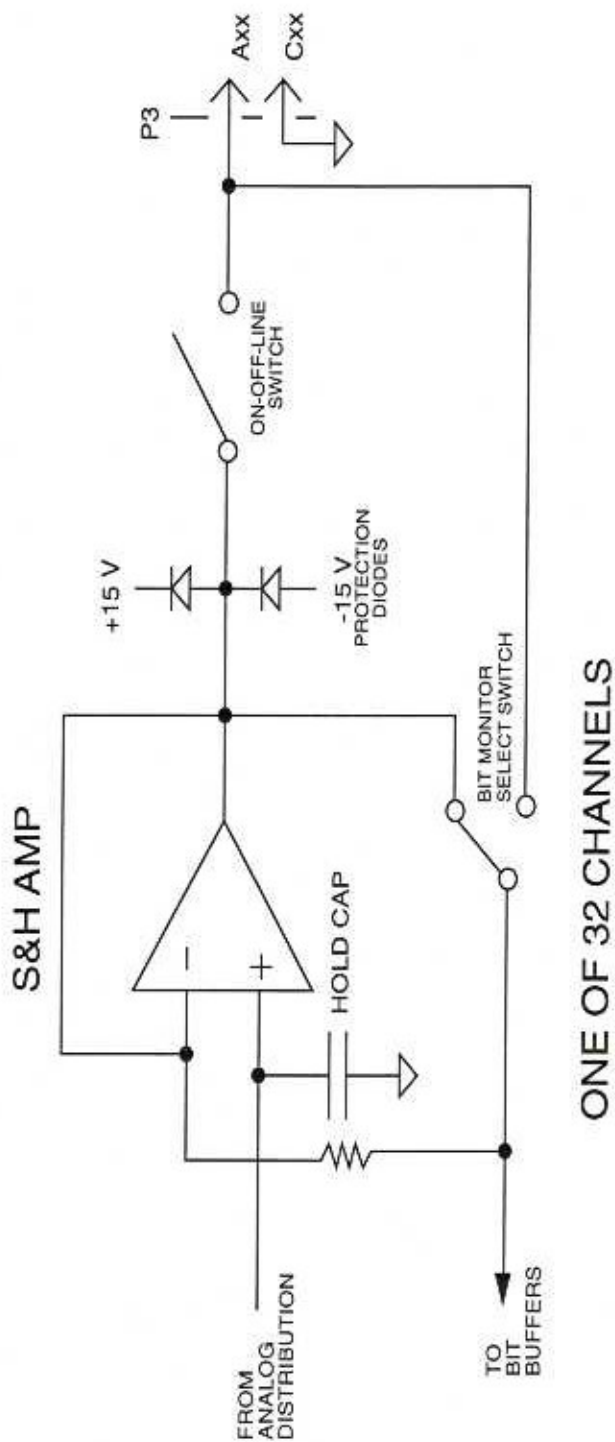 S&H AMP
+15 V
-15 V
PROTECTION
DIODES
ON-OFF-LINE
SWITCH
P3
Axx
Cxx
−
+
HOLD CAP
FROM
ANALOG
DISTRIBUTION
BIT MONITOR
SELECT SWITCH
TO
BIT
BUFFERS
ONE OF 32 CHANNELS